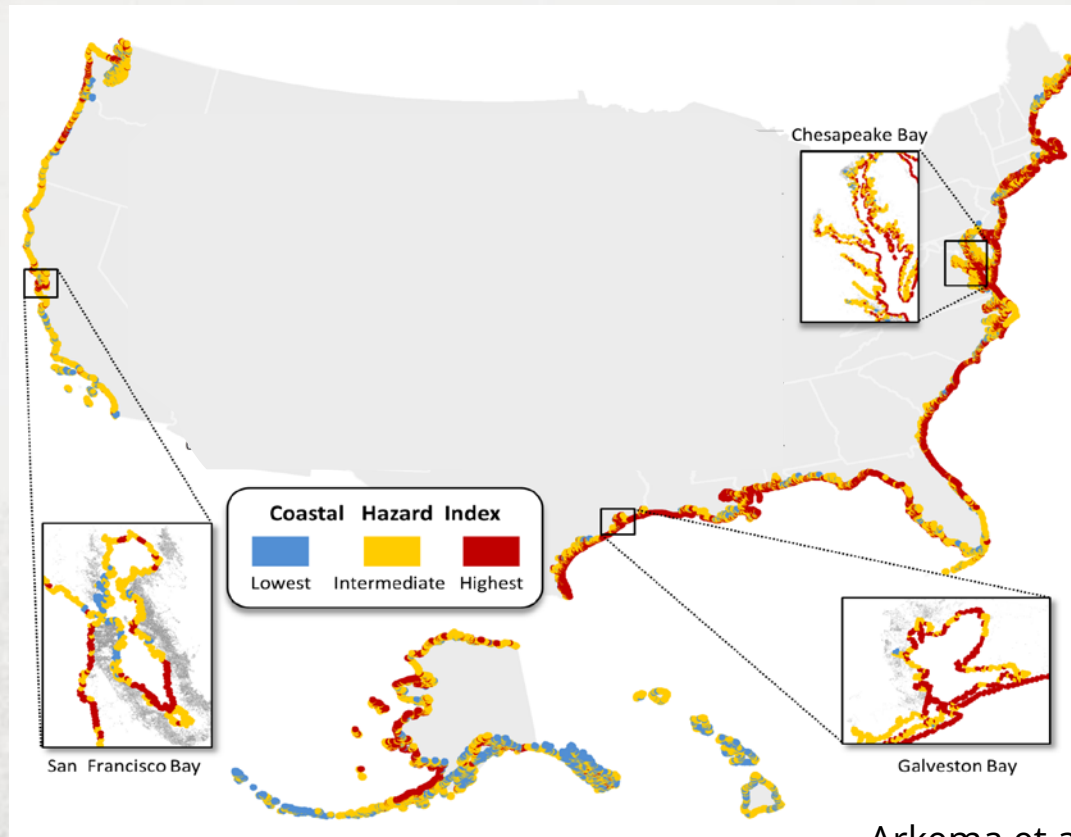 Chesapeake Bay
Coastal Hazard Index
Lowest Intermediate Highest
San Francisco Bay
Galveston Bay
Arkema et a